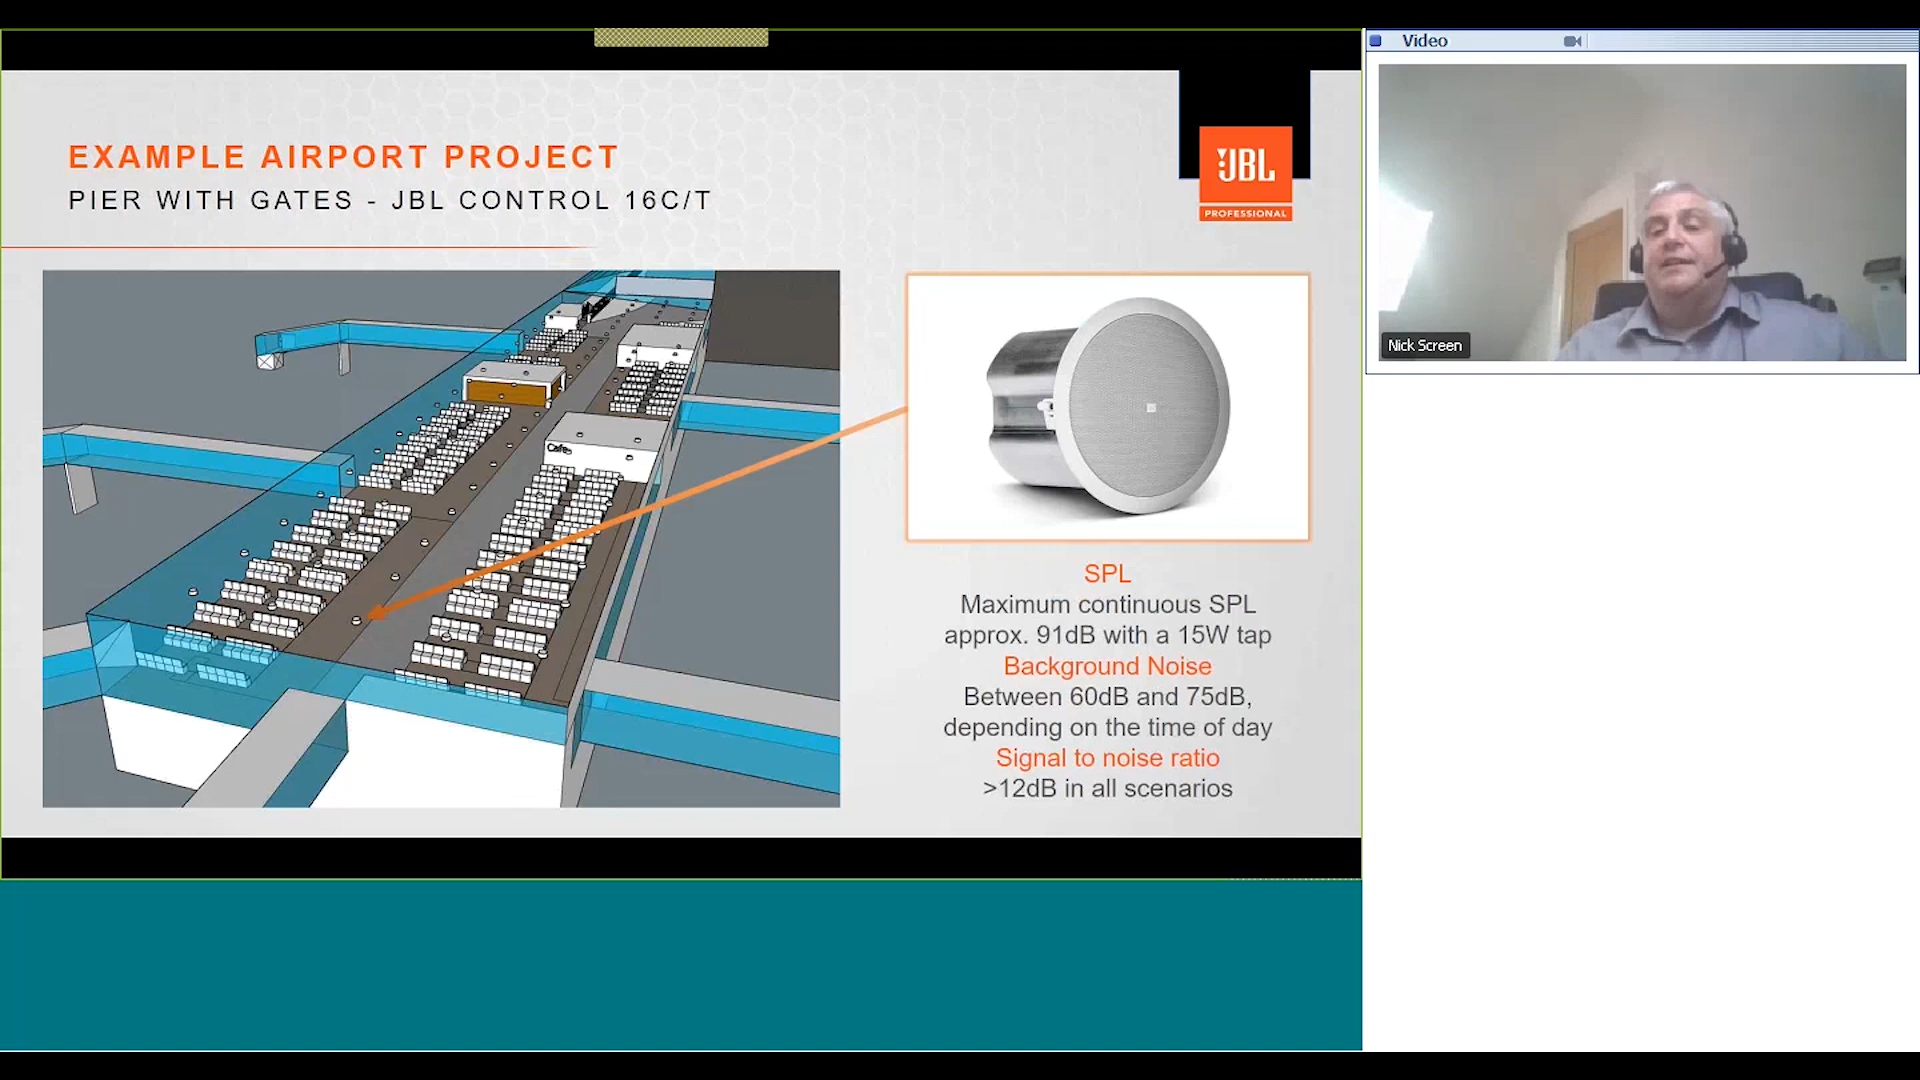 Video
EXAMPLE AIRPORT PROJECT
PIER WITH GATES - JBL CONTROL 16C/T
JBL
PROFESSIONAL
Nick Screen
Cafe
SPL
Maximum continuous SPL
approx. 91dB with a 15W tap
Background Noise
Between 60dB and 75dB,
depending on the time of day
Signal to noise ratio
>12dB in all scenarios